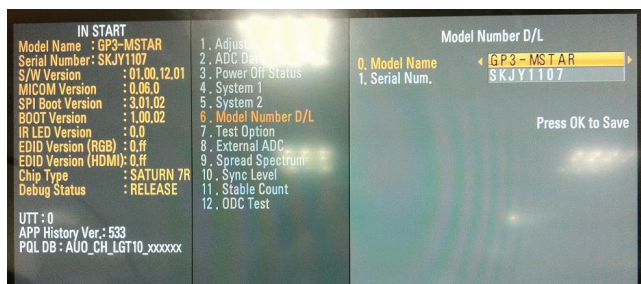 IN START
Model Name : GP3-MSTAR
Serial Number : SKJY1107
S/W Version : 01.00.12.01
MICOM Version : 0.06.0
SPI Boot Version : 3.01.02
BOOT Version : 1.00.02
IR LED Version : 0.0
EDID Version (RGB) : 0.ff
EDID Version (HMDI): 0.ff
Chip Type : SATURN 7R
Debug Status : RELEASE
UTT : 0
APP History Ver.: 533
PQL DB : AUO_CH_LGT10_xxxxxx
1. Adjust
2. ADC
3. Power Off Status
4. System 1
5. System 2
6. Model Number D/L
7. Test Option
8. External ADC
9. Spread Spectrum
10. Sync Level
11. Stable Count
12. ODC Test
Model Number D/L
0. Model Name GP3-MSTAR
1. Serial Num. SKJY1107
Press OK to Save